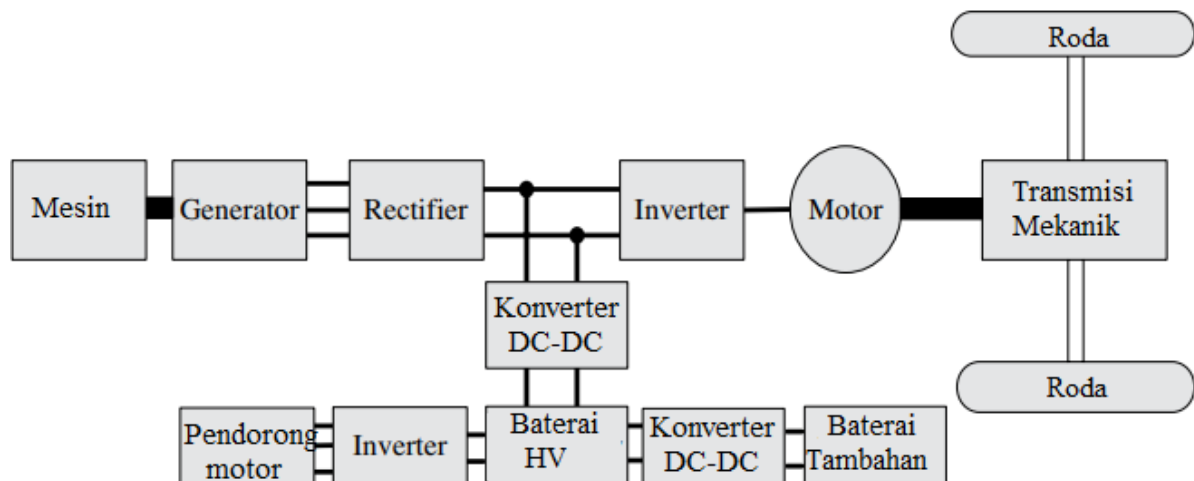 Roda
Mesin
Generator
Rectifier
Inverter
Motor
Transmisi
Mekanik
Konverter
DC-DC
Roda
Pendorong
motor
Inverter
Baterai
HV
Konverter
DC-DC
Baterai
Tambahan